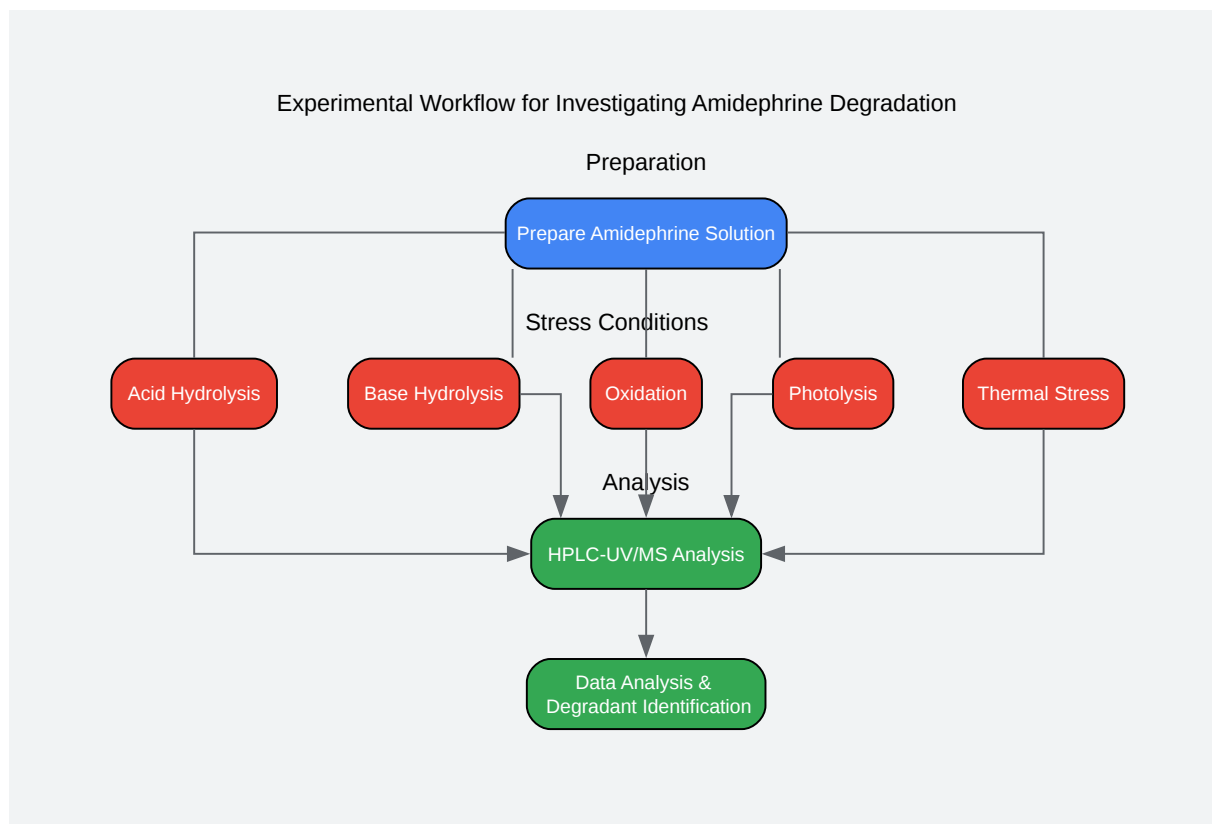 Experimental Workflow for Investigating Amidephrine Degradation
Preparation
Prepare Amidephrine Solution
Stress Conditions
Acid Hydrolysis
Base Hydrolysis
Oxidation
Photolysis
Thermal Stress
Analysis
HPLC-UV/MS Analysis
Data Analysis &
Degradant Identification